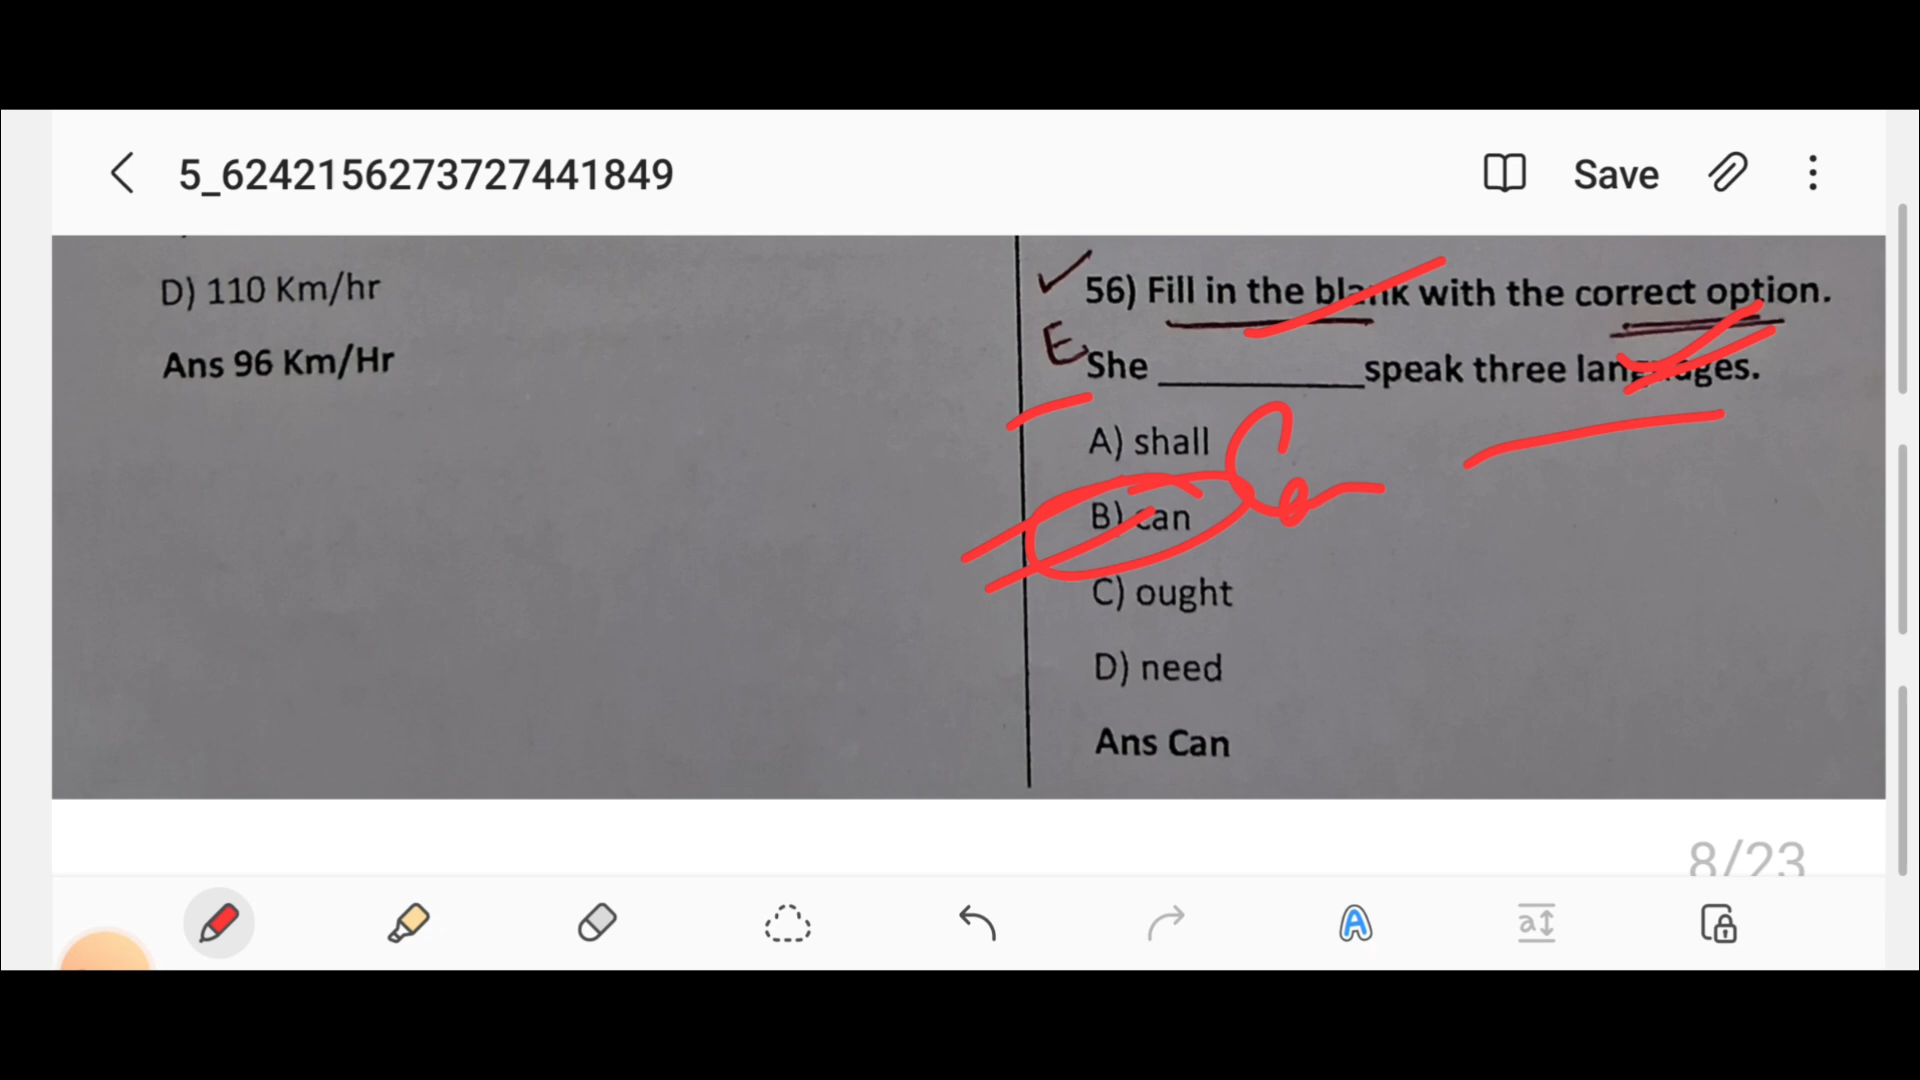 5_6242156273727441849
Save
D) 110 Km/hr
Ans 96 Km/Hr
56) Fill in the blank with the correct option.
E
She ____________ speak three languages.
A) shall
B) can
C) ought
D) need
Ans Can
8/23
A
a